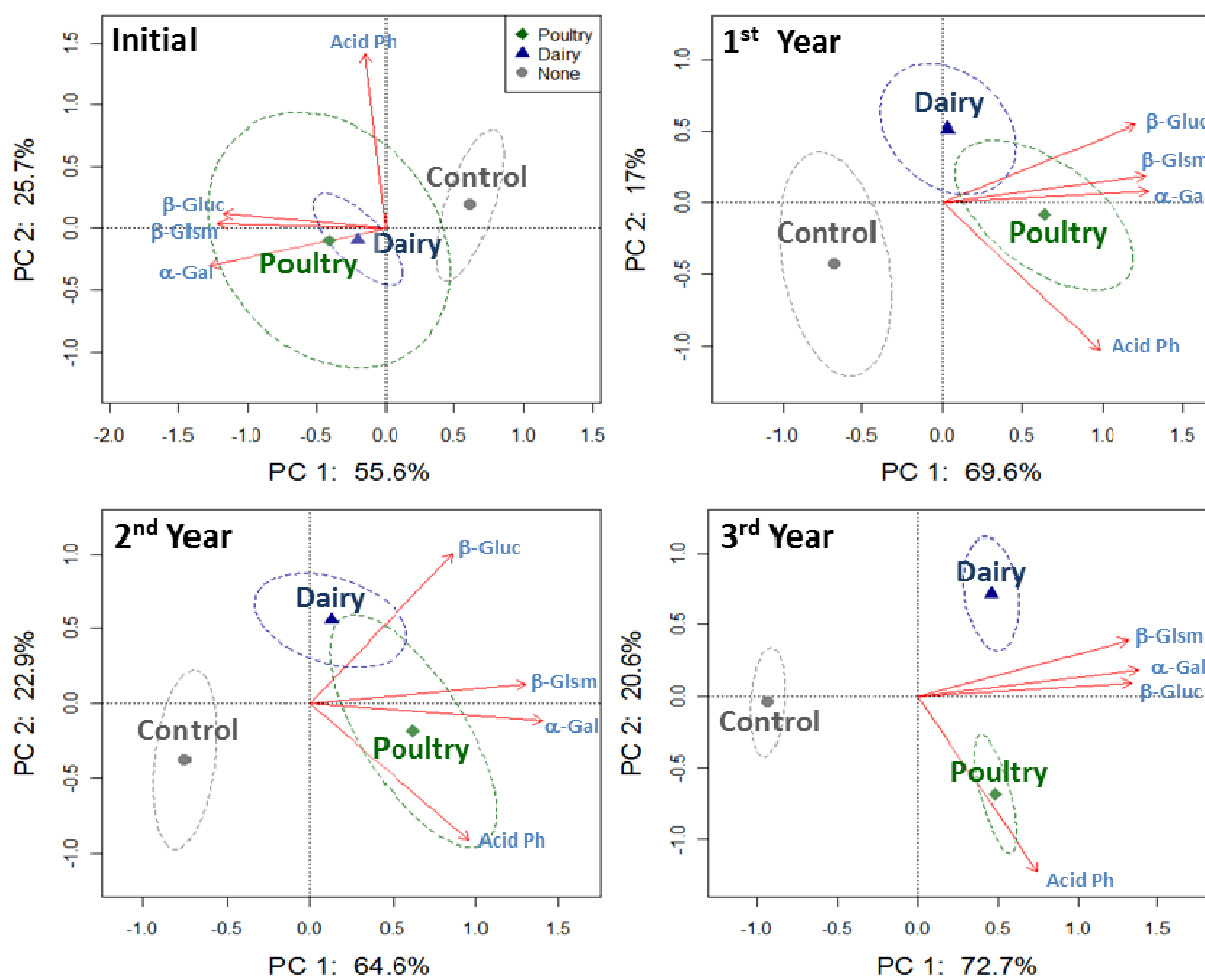 Initial
Acid Ph
Poultry
Dairy
None
Control
β-Gluc
β-Glsm
α-Gal
Dairy
Poultry
PC 2: 25.7%
1.5
1.0
0.5
0.0
-0.5
-1.0
-2.0 -1.5 -1.0 -0.5 0.0 0.5 1.0 1.5
PC 1: 55.6%
1st Year
Dairy
β-Gluc
β-Glsm
α-Gal
Control
Poultry
Acid Ph
PC 2: 17%
1.0
0.5
0.0
-0.5
-1.0
-1.0 -0.5 0.0 0.5 1.0 1.5
PC 1: 69.6%
2nd Year
β-Gluc
Dairy
β-Glsm
α-Gal
Control
Poultry
Acid Ph
PC 2: 22.9%
1.0
0.5
0.0
-0.5
-1.0
-1.0 -0.5 0.0 0.5 1.0 1.5
PC 1: 64.6%
3rd Year
Dairy
β-Glsm
α-Gal
β-Gluc
Control
Poultry
Acid Ph
PC 2: 20.6%
1.0
0.5
0.0
-0.5
-1.0
-1.0 -0.5 0.0 0.5 1.0 1.5
PC 1: 72.7%